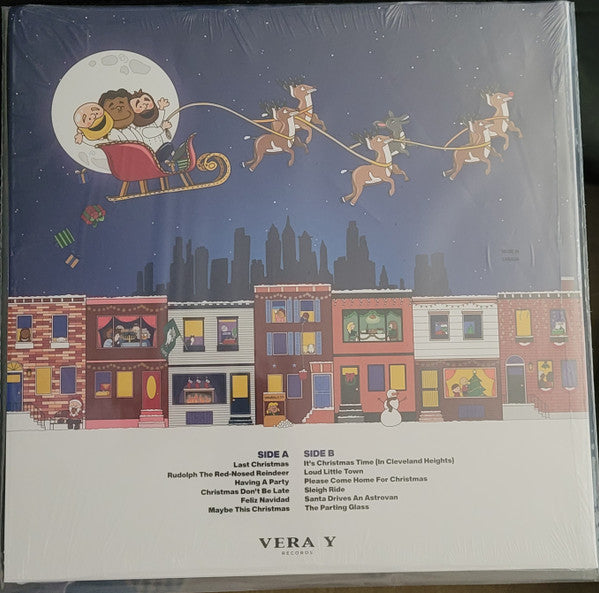 SIDE A
Last Christmas
Rudolph The Red-Nosed Reindeer
Having A Party
Christmas Don't Be Late
Feliz Navidad
Maybe This Christmas
SIDE B
It's Christmas Time (In Cleveland Heights)
Loud Little Town
Please Come Home For Christmas
Sleigh Ride
Santa Drives An Astrovan
The Parting Glass
VERA Y
RECORDS